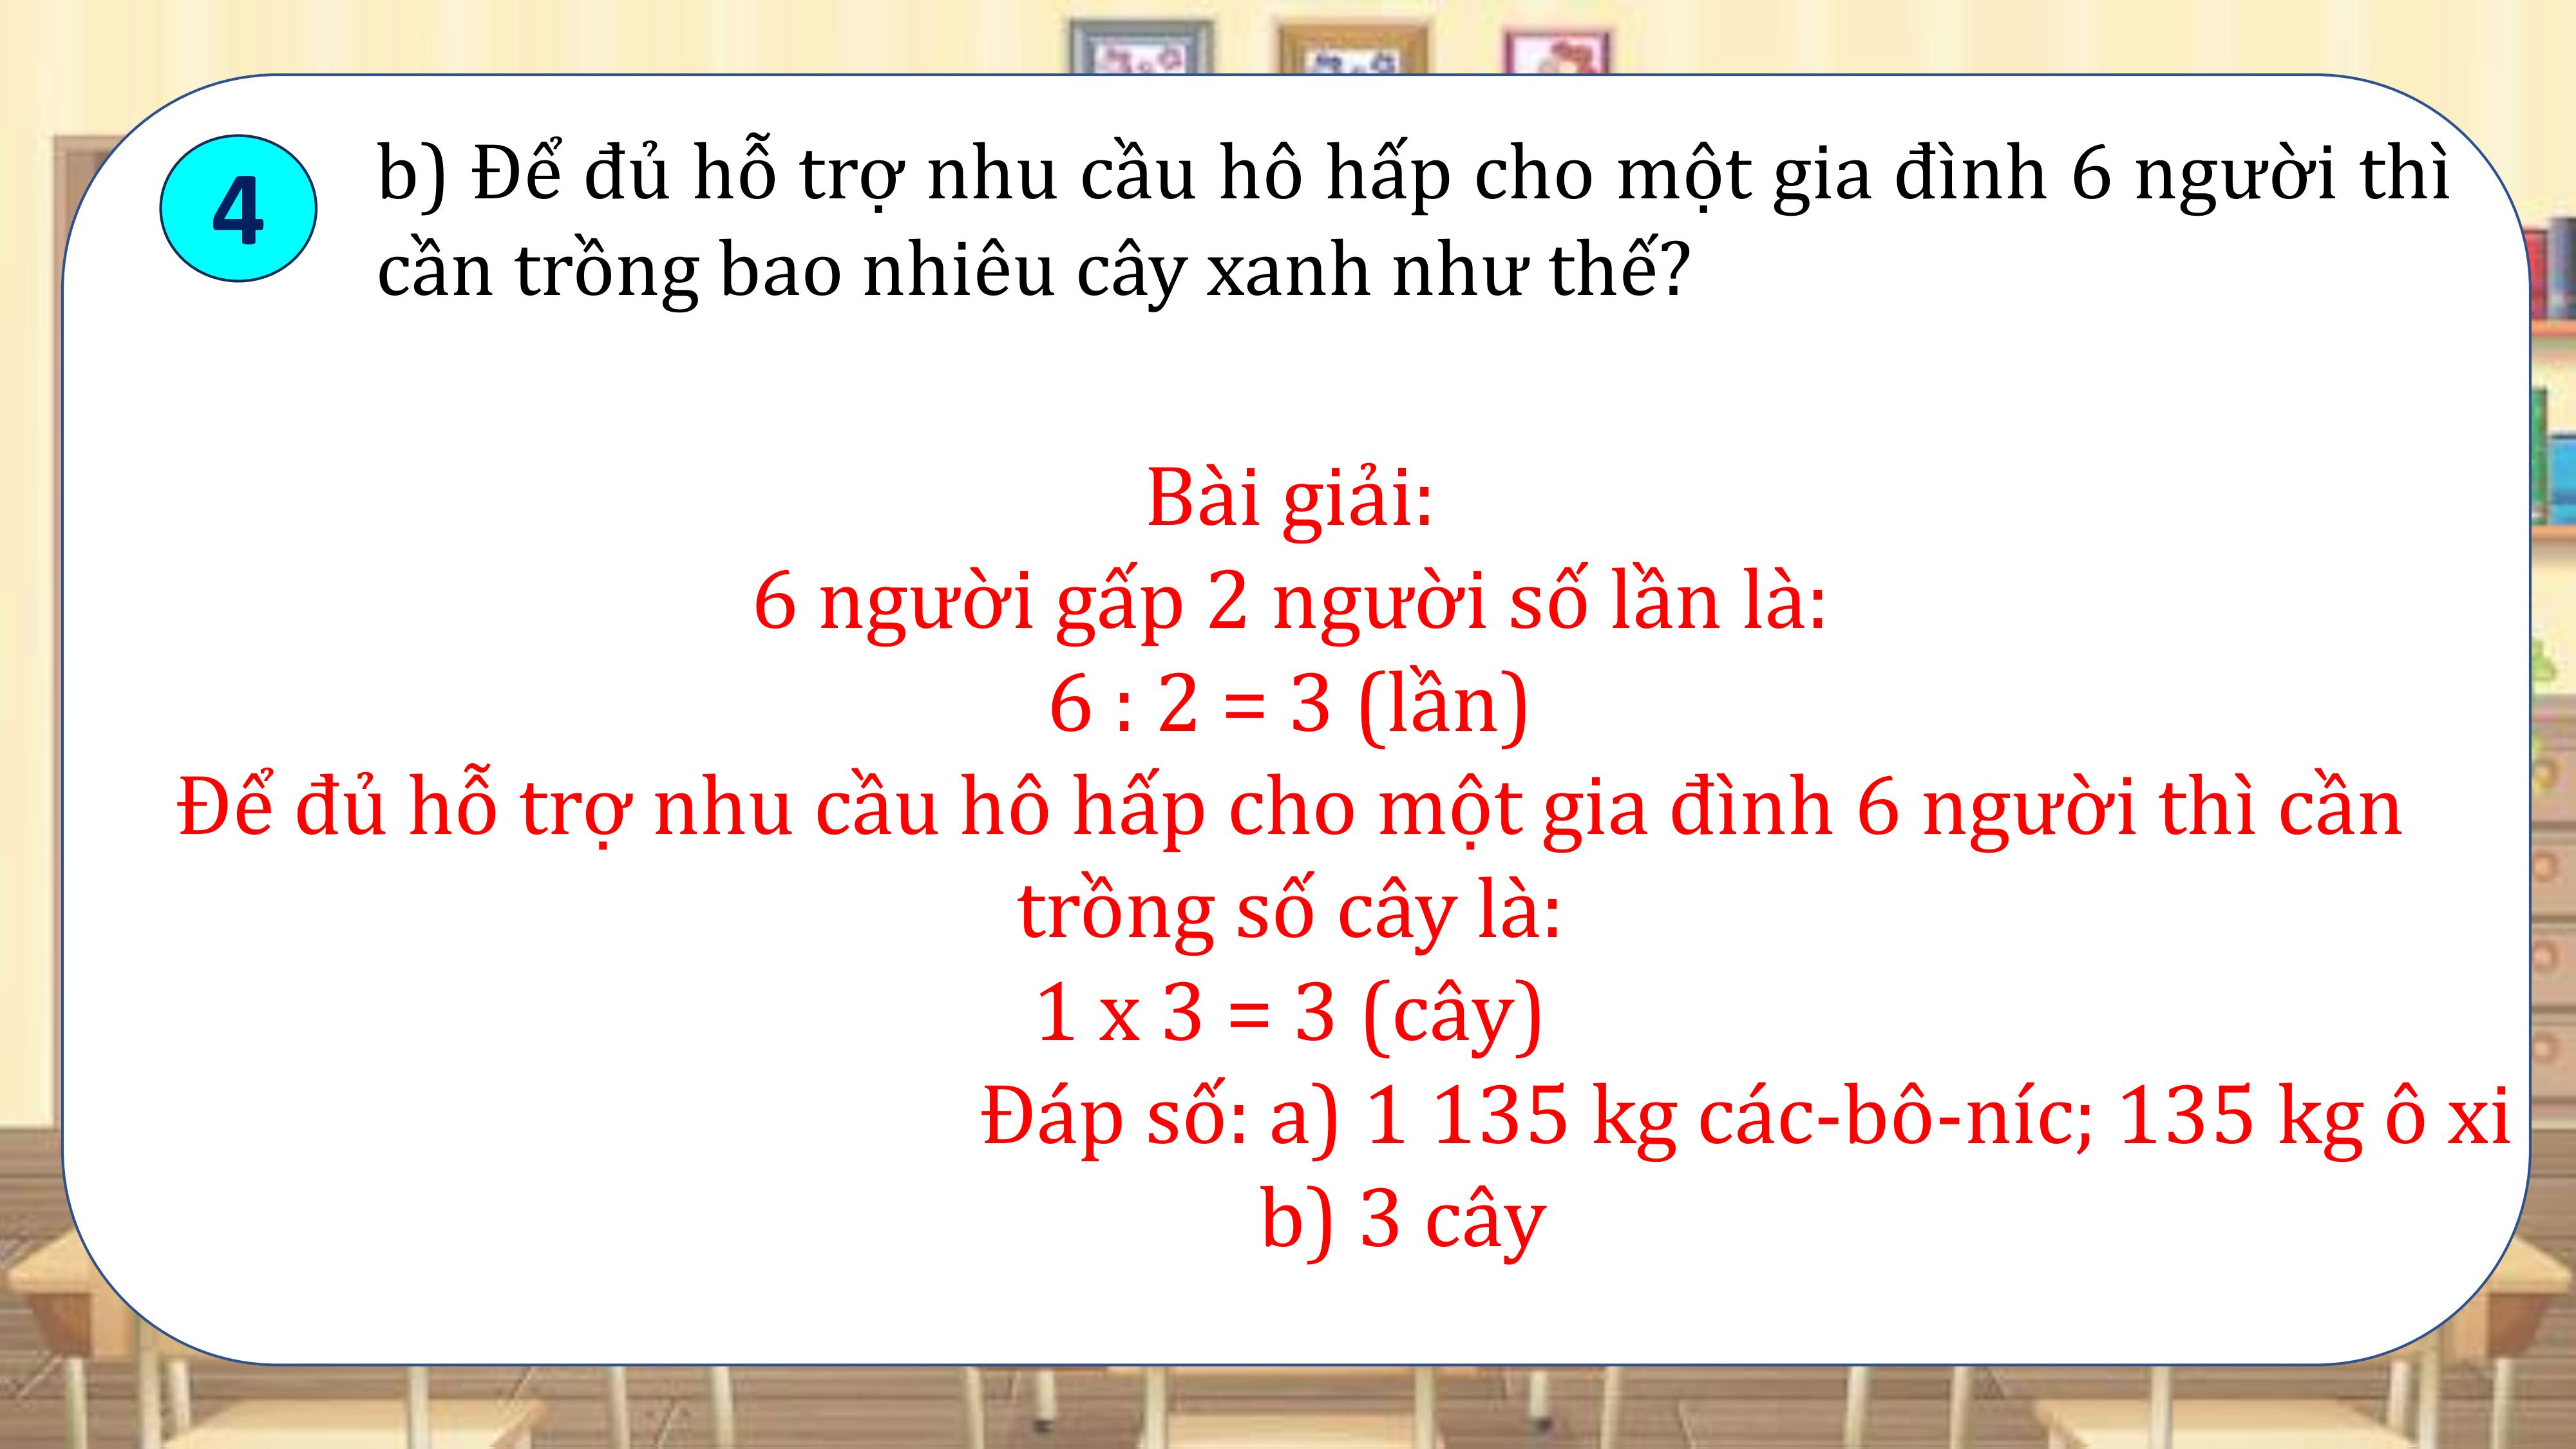 4
b) Để đủ hỗ trợ nhu cầu hô hấp cho một gia đình 6 người thì
cần trồng bao nhiêu cây xanh như thế?
Bài giải:
6 người gấp 2 người số lần là:
6 : 2 = 3 (lần)
Để đủ hỗ trợ nhu cầu hô hấp cho một gia đình 6 người thì cần
trồng số cây là:
1 x 3 = 3 (cây)
Đáp số: a) 1 135 kg các-bô-níc; 135 kg ô xi
b) 3 cây